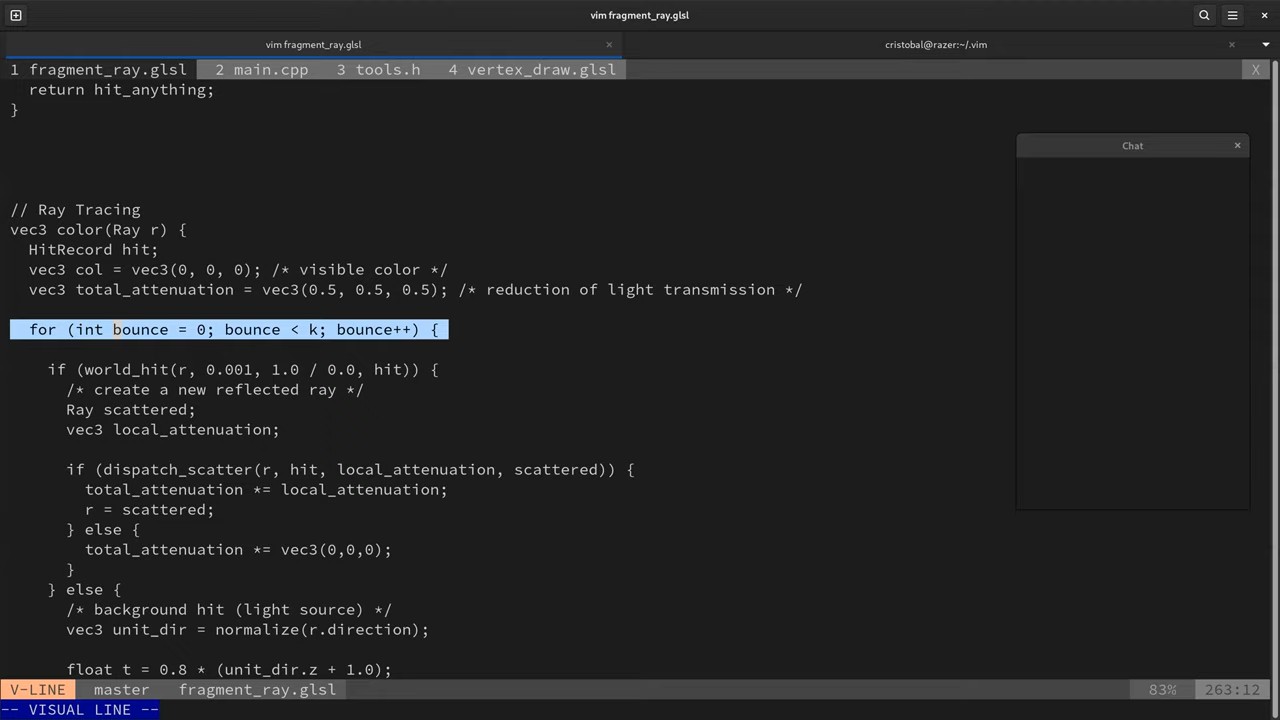 vim fragment_ray.glsl
vim fragment_ray.glsl × cristobal@razer:~/.vim ×
1 fragment_ray.glsl 2 main.cpp 3 tools.h 4 vertex_draw.glsl X
return hit_anything;
}
Chat ×
// Ray Tracing
vec3 color(Ray r) {
HitRecord hit;
vec3 col = vec3(0, 0, 0); /* visible color */
vec3 total_attenuation = vec3(0.5, 0.5, 0.5); /* reduction of light transmission */
for (int bounce = 0; bounce < k; bounce++) {
if (world_hit(r, 0.001, 1.0 / 0.0, hit)) {
/* create a new reflected ray */
Ray scattered;
vec3 local_attenuation;
if (dispatch_scatter(r, hit, local_attenuation, scattered)) {
total_attenuation *= local_attenuation;
r = scattered;
} else {
total_attenuation *= vec3(0,0,0);
}
} else {
/* background hit (light source) */
vec3 unit_dir = normalize(r.direction);
float t = 0.8 * (unit_dir.z + 1.0);
V-LINE master fragment_ray.glsl 83% 263:12
-- VISUAL LINE --